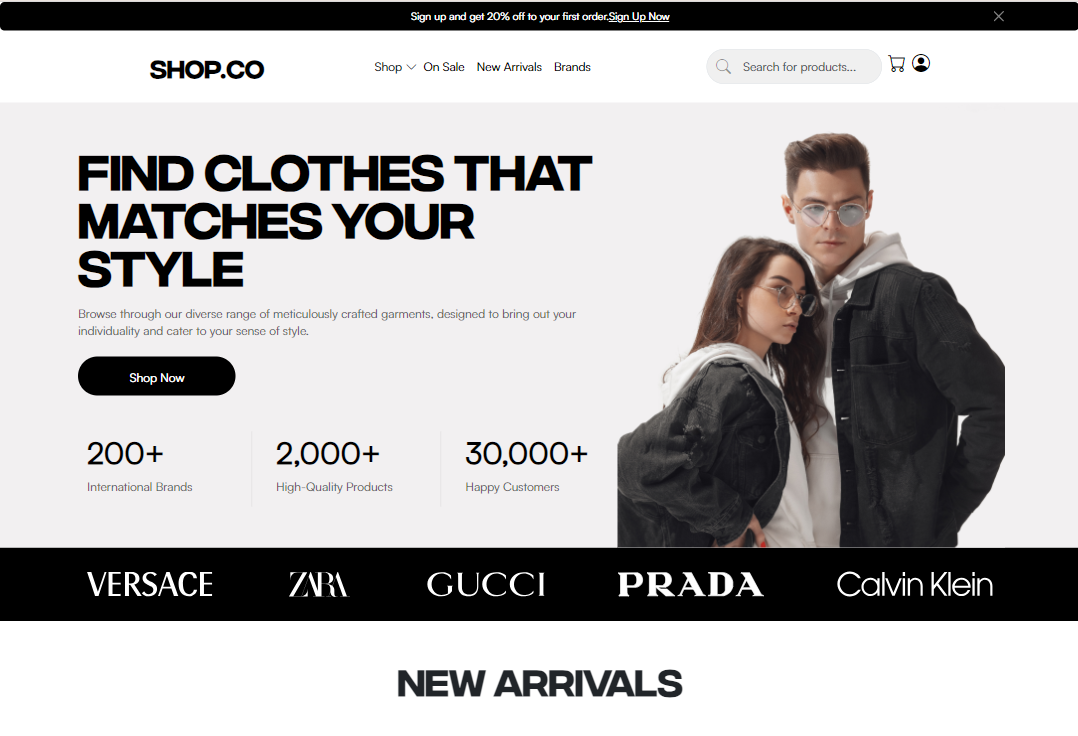 Sign up and get 20% off to your first order.Sign Up Now
SHOP.CO
Shop On Sale New Arrivals Brands
Search for products...
FIND CLOTHES THAT
MATCHES YOUR
STYLE
Browse through our diverse range of meticulously crafted garments, designed to bring out your
individuality and cater to your sense of style.
Shop Now
200+
International Brands
2,000+
High-Quality Products
30,000+
Happy Customers
VERSACE
ZARA
GUCCI
PRADA
Calvin Klein
NEW ARRIVALS